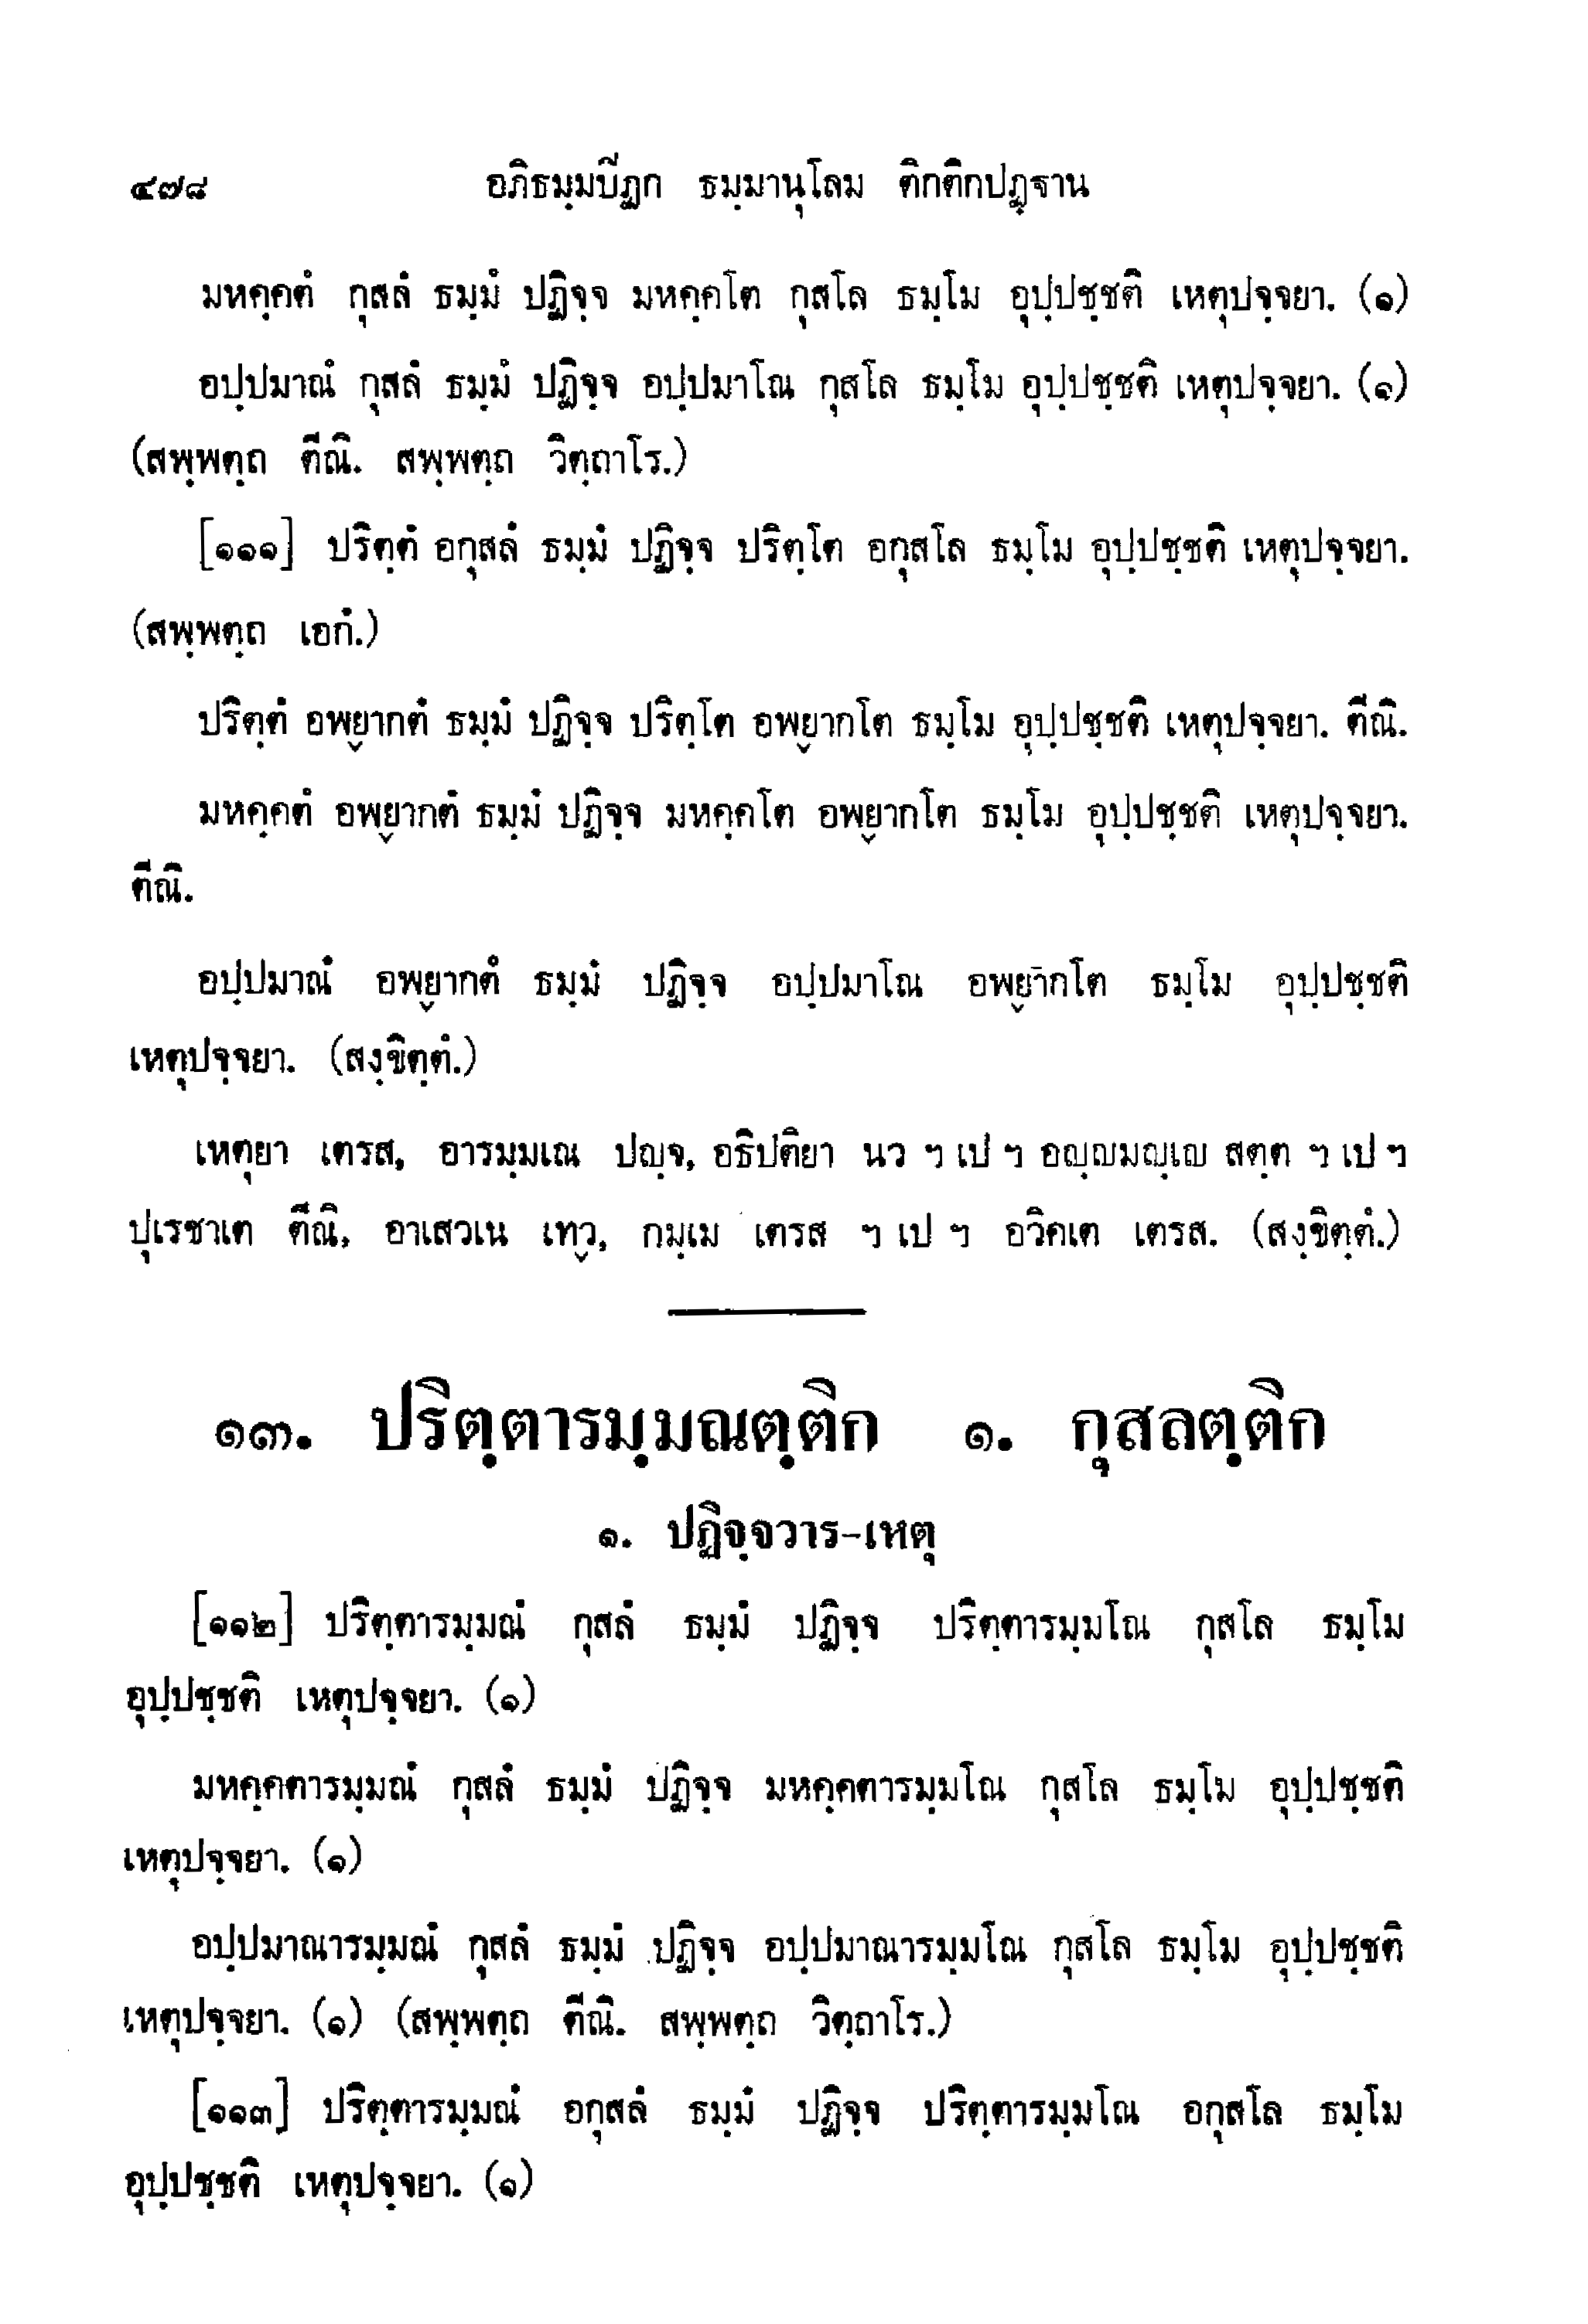 ๔๗๘ อภิธมฺมปีฏก ธมฺมานุโลม ติกติกปฏฺฐาน
มหคฺคตํ กุสลํ ธมฺมํ ปฏิจฺจ มหคฺคโต กุสโล ธมฺโม อุปฺปชฺชติ เหตุปจฺจยา. (๑)
อปฺปมาณํ กุสลํ ธมฺมํ ปฏิจฺจ อปฺปมาโณ กุสโล ธมฺโม อุปฺปชฺชติ เหตุปจฺจยา. (๑)
(สพฺพตฺถ ตีณิ. สพฺพตฺถ วิตฺถาโร.)
[๑๑๑] ปริตฺตํ อกุสลํ ธมฺมํ ปฏิจฺจ ปริตฺโต อกุสโล ธมฺโม อุปฺปชฺชติ เหตุปจฺจยา.
(สพฺพตฺถ เอกํ.)
ปริตฺตํ อพฺยากตํ ธมฺมํ ปฏิจฺจ ปริตฺโต อพฺยากโต ธมฺโม อุปฺปชฺชติ เหตุปจฺจยา. ตีณิ.
มหคฺคตํ อพฺยากตํ ธมฺมํ ปฏิจฺจ มหคฺคโต อพฺยากโต ธมฺโม อุปฺปชฺชติ เหตุปจฺจยา.
ตีณิ.
อปฺปมาณํ อพฺยากตํ ธมฺมํ ปฏิจฺจ อปฺปมาโณ อพฺยากโต ธมฺโม อุปฺปชฺชติ
เหตุปจฺจยา. (สงฺขิตฺตํ.)
เหตุยา เตรส, อารมฺมเณ ปญฺจ, อธิปติยา นว ฯ เป ฯ อญฺญมญฺเญ สตฺต ฯ เป ฯ
ปุเรชาเต ตีณิ, อาเสวเน เทฺว, กมฺเม เตรส ฯ เป ฯ อวิคเต เตรส. (สงฺขิตฺตํ.)
๑๓. ปริตฺตารมฺมณตฺติก ๑. กุสลตฺติก
๑. ปฏิจฺจวาร-เหตุ
[๑๑๒] ปริตฺตารมฺมณํ กุสลํ ธมฺมํ ปฏิจฺจ ปริตฺตารมฺมโณ กุสโล ธมฺโม
อุปฺปชฺชติ เหตุปจฺจยา. (๑)
มหคฺคตารมฺมณํ กุสลํ ธมฺมํ ปฏิจฺจ มหคฺคตารมฺมโณ กุสโล ธมฺโม อุปฺปชฺชติ
เหตุปจฺจยา. (๑)
อปฺปมาณารมฺมณํ กุสลํ ธมฺมํ ปฏิจฺจ อปฺปมาณารมฺมโณ กุสโล ธมฺโม อุปฺปชฺชติ
เหตุปจฺจยา. (๑) (สพฺพตฺถ ตีณิ. สพฺพตฺถ วิตฺถาโร.)
[๑๑๓] ปริตฺตารมฺมณํ อกุสลํ ธมฺมํ ปฏิจฺจ ปริตฺตารมฺมโณ อกุสโล ธมฺโม
อุปฺปชฺชติ เหตุปจฺจยา. (๑)